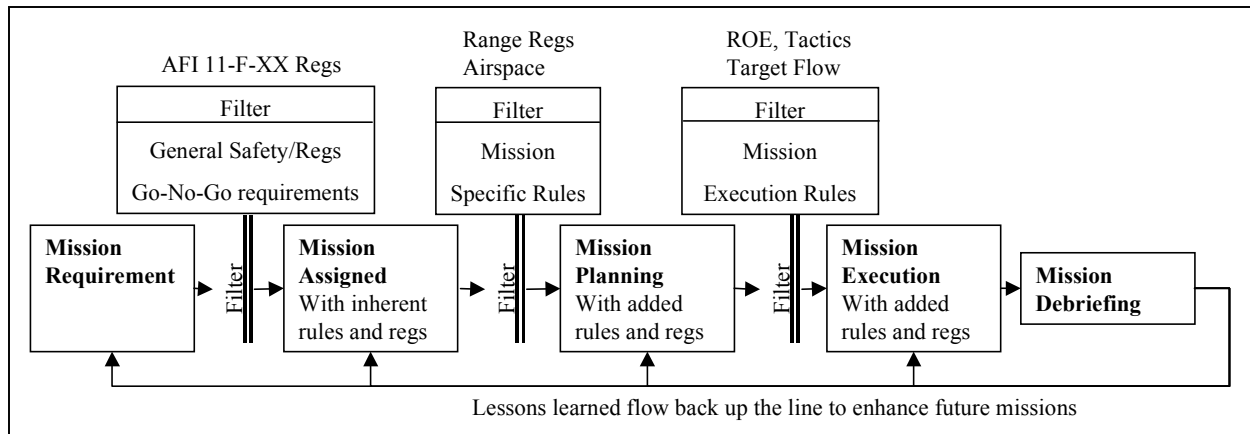 AFI 11-F-XX Regs
Filter
General Safety/Regs
Go-No-Go requirements
Range Regs
Airspace
Filter
Mission
Specific Rules
ROE, Tactics
Target Flow
Filter
Mission
Execution Rules
Mission
Requirement
Filter
Mission
Assigned
With inherent
rules and regs
Filter
Mission
Planning
With added
rules and regs
Filter
Mission
Execution
With added
rules and regs
Mission
Debriefing
Lessons learned flow back up the line to enhance future missions